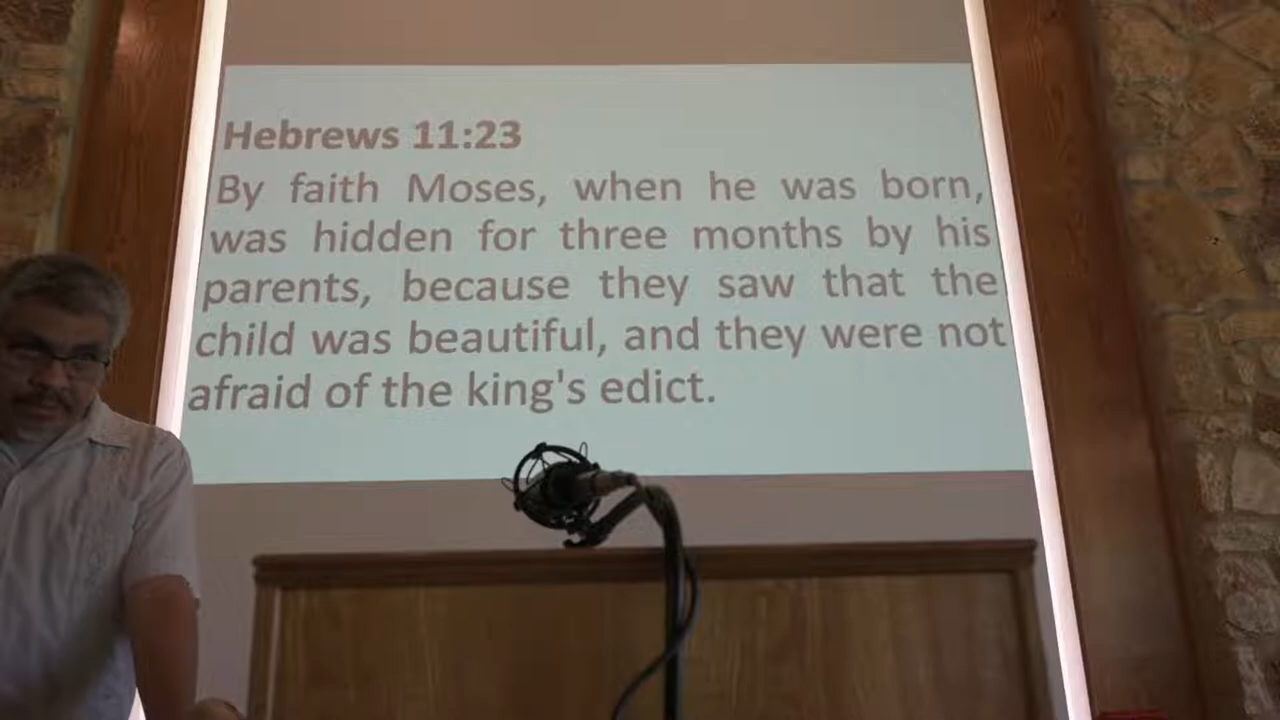 Hebrews 11:23
By faith Moses, when he was born,
was hidden for three months by his
parents, because they saw that the
child was beautiful, and they were not
afraid of the king's edict.